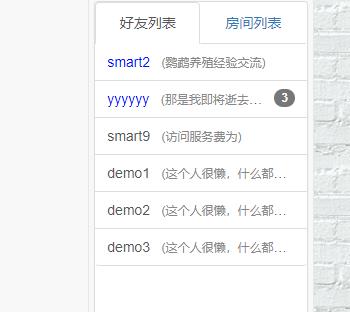 好友列表 房间列表
smart2 (鹦鹉养殖经验交流)
yyyyyy (那是我即将逝去... 3
smart9 (访问服务费为)
demo1 (这个人很懒，什么都...
demo2 (这个人很懒，什么都...
demo3 (这个人很懒，什么都...